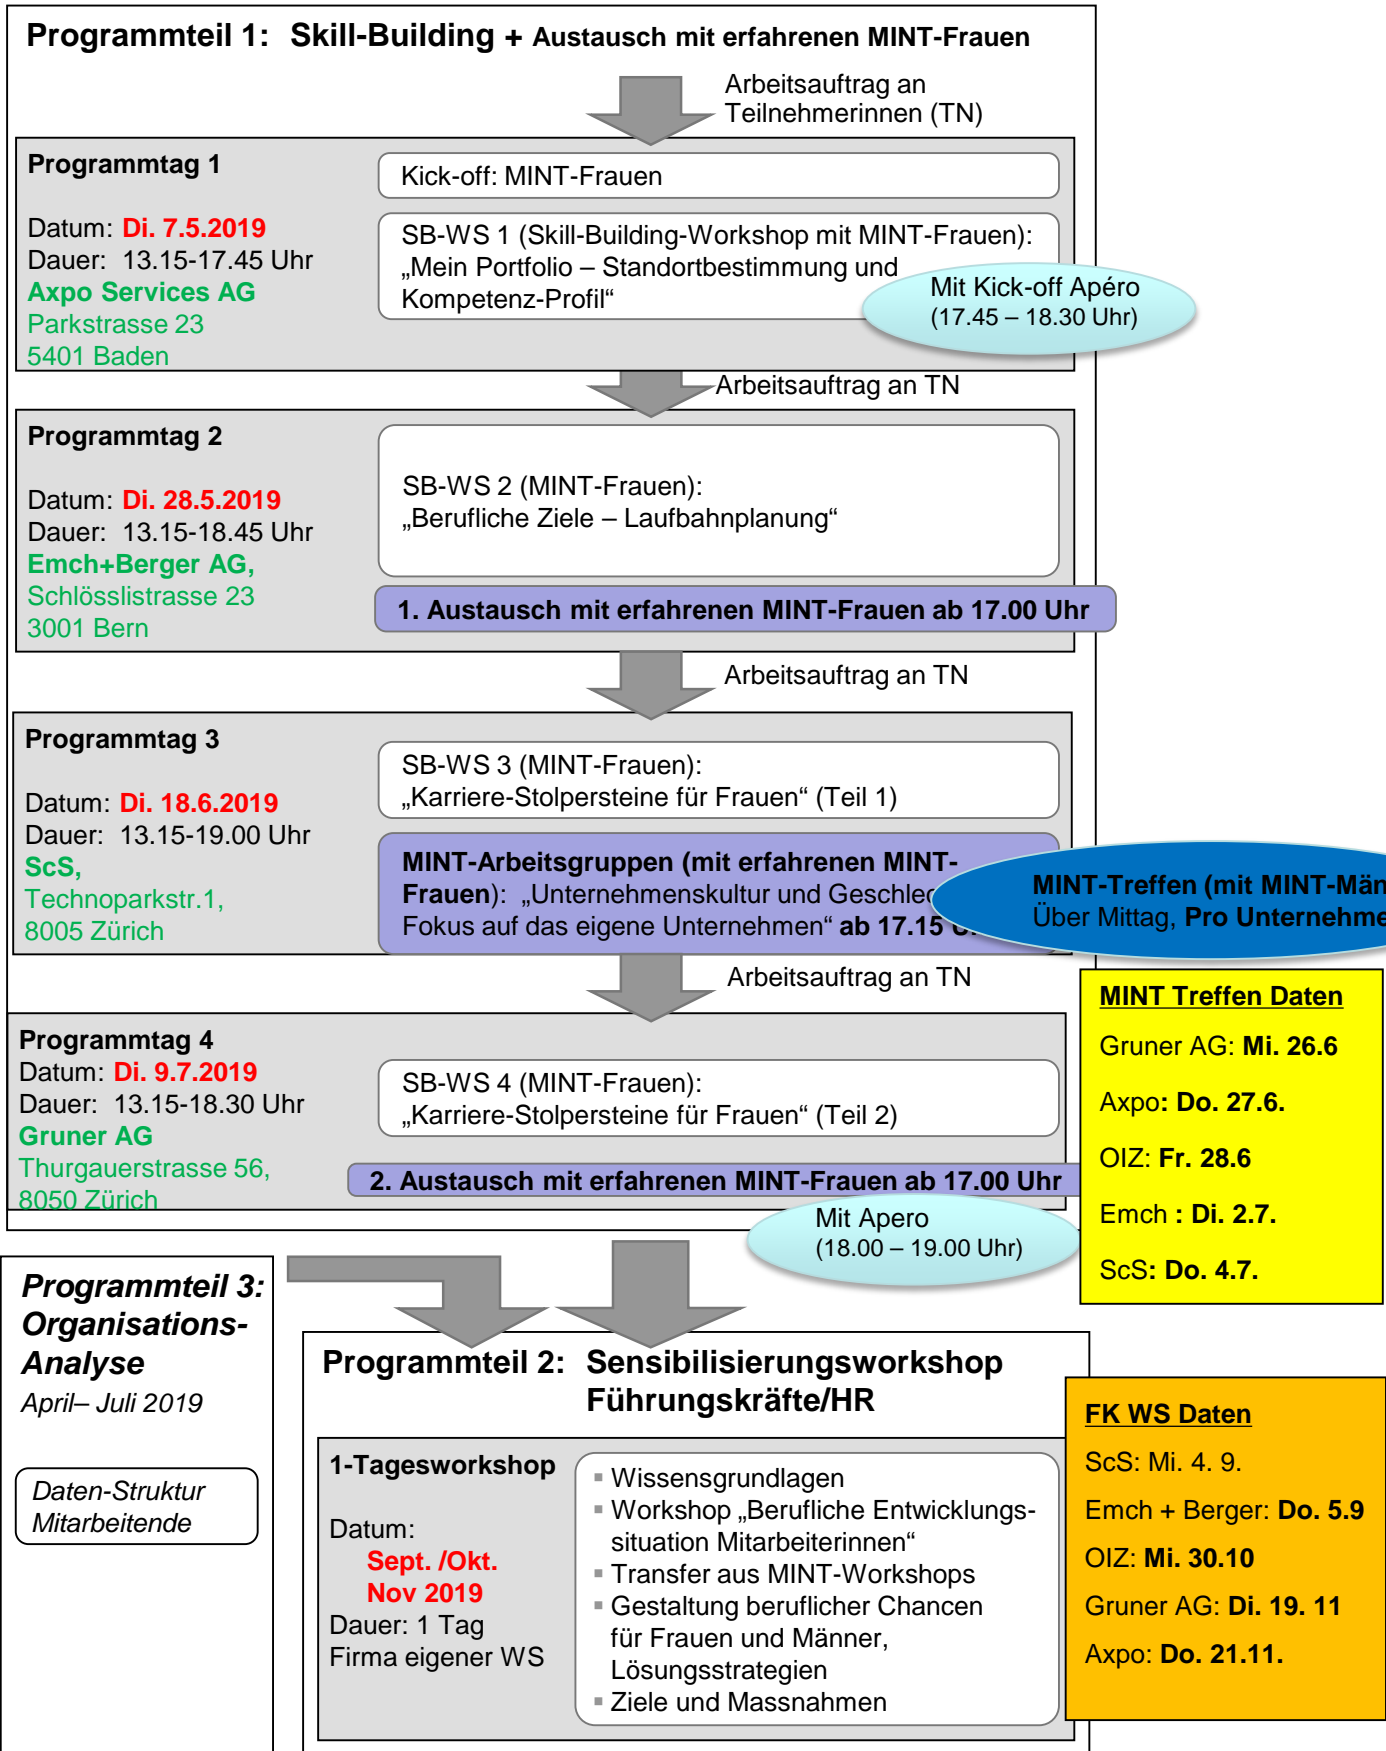 Programmteil 1: Skill-Building + Austausch mit erfahrenen MINT-Frauen
Arbeitsauftrag an
Teilnehmerinnen (TN)
Programmtag 1
Datum: Di. 7.5.2019
Dauer: 13.15-17.45 Uhr
Axpo Services AG
Parkstrasse 23
5401 Baden
Kick-off: MINT-Frauen
SB-WS 1 (Skill-Building-Workshop mit MINT-Frauen):
„Mein Portfolio – Standortbestimmung und
Kompetenz-Profil“
Mit Kick-off Apéro
(17.45 – 18.30 Uhr)
Arbeitsauftrag an TN
Programmtag 2
Datum: Di. 28.5.2019
Dauer: 13.15-18.45 Uhr
Emch+Berger AG,
Schlösslistrasse 23
3001 Bern
SB-WS 2 (MINT-Frauen):
„Berufliche Ziele – Laufbahnplanung“
1. Austausch mit erfahrenen MINT-Frauen ab 17.00 Uhr
Arbeitsauftrag an TN
Programmtag 3
Datum: Di. 18.6.2019
Dauer: 13.15-19.00 Uhr
ScS,
Technoparkstr.1,
8005 Zürich
SB-WS 3 (MINT-Frauen):
„Karriere-Stolpersteine für Frauen“ (Teil 1)
MINT-Arbeitsgruppen (mit erfahrenen MINT-
Frauen): „Unternehmenskultur und
Fokus auf das eigene Unternehmen“ ab 17.15
MINT-Treffen (mit
Über Mittag, Pro
Arbeitsauftrag an TN
MINT Treffen Daten
Gruner AG: Mi. 26.6
Axpo: Do. 27.6.
OIZ: Fr. 28.6
Emch : Di. 2.7.
ScS: Do. 4.7.
Programmtag 4
Datum: Di. 9.7.2019
Dauer: 13.15-18.30 Uhr
Gruner AG
Thurgauerstrasse 56,
8050 Zürich
SB-WS 4 (MINT-Frauen):
„Karriere-Stolpersteine für Frauen“ (Teil 2)
2. Austausch mit erfahrenen MINT-Frauen ab 17.00 Uhr
Mit Apero
(18.00 – 19.00 Uhr)
Programmteil 3:
Organisations-
Analyse
April– Juli 2019
Daten-Struktur
Mitarbeitende
Programmteil 2: Sensibilisierungsworkshop
Führungskräfte/HR
1-Tagesworkshop
Datum:
Sept. /Okt.
Nov 2019
Dauer: 1 Tag
Firma eigener WS
▪ Wissensgrundlagen
▪ Workshop „Berufliche Entwicklungs-
situation Mitarbeiterinnen“
▪ Transfer aus MINT-Workshops
▪ Gestaltung beruflicher Chancen
für Frauen und Männer,
Lösungsstrategien
▪ Ziele und Massnahmen
FK WS Daten
ScS: Mi. 4. 9.
Emch + Berger: Do. 5.9
OIZ: Mi. 30.10
Gruner AG: Di. 19. 11
Axpo: Do. 21.11.